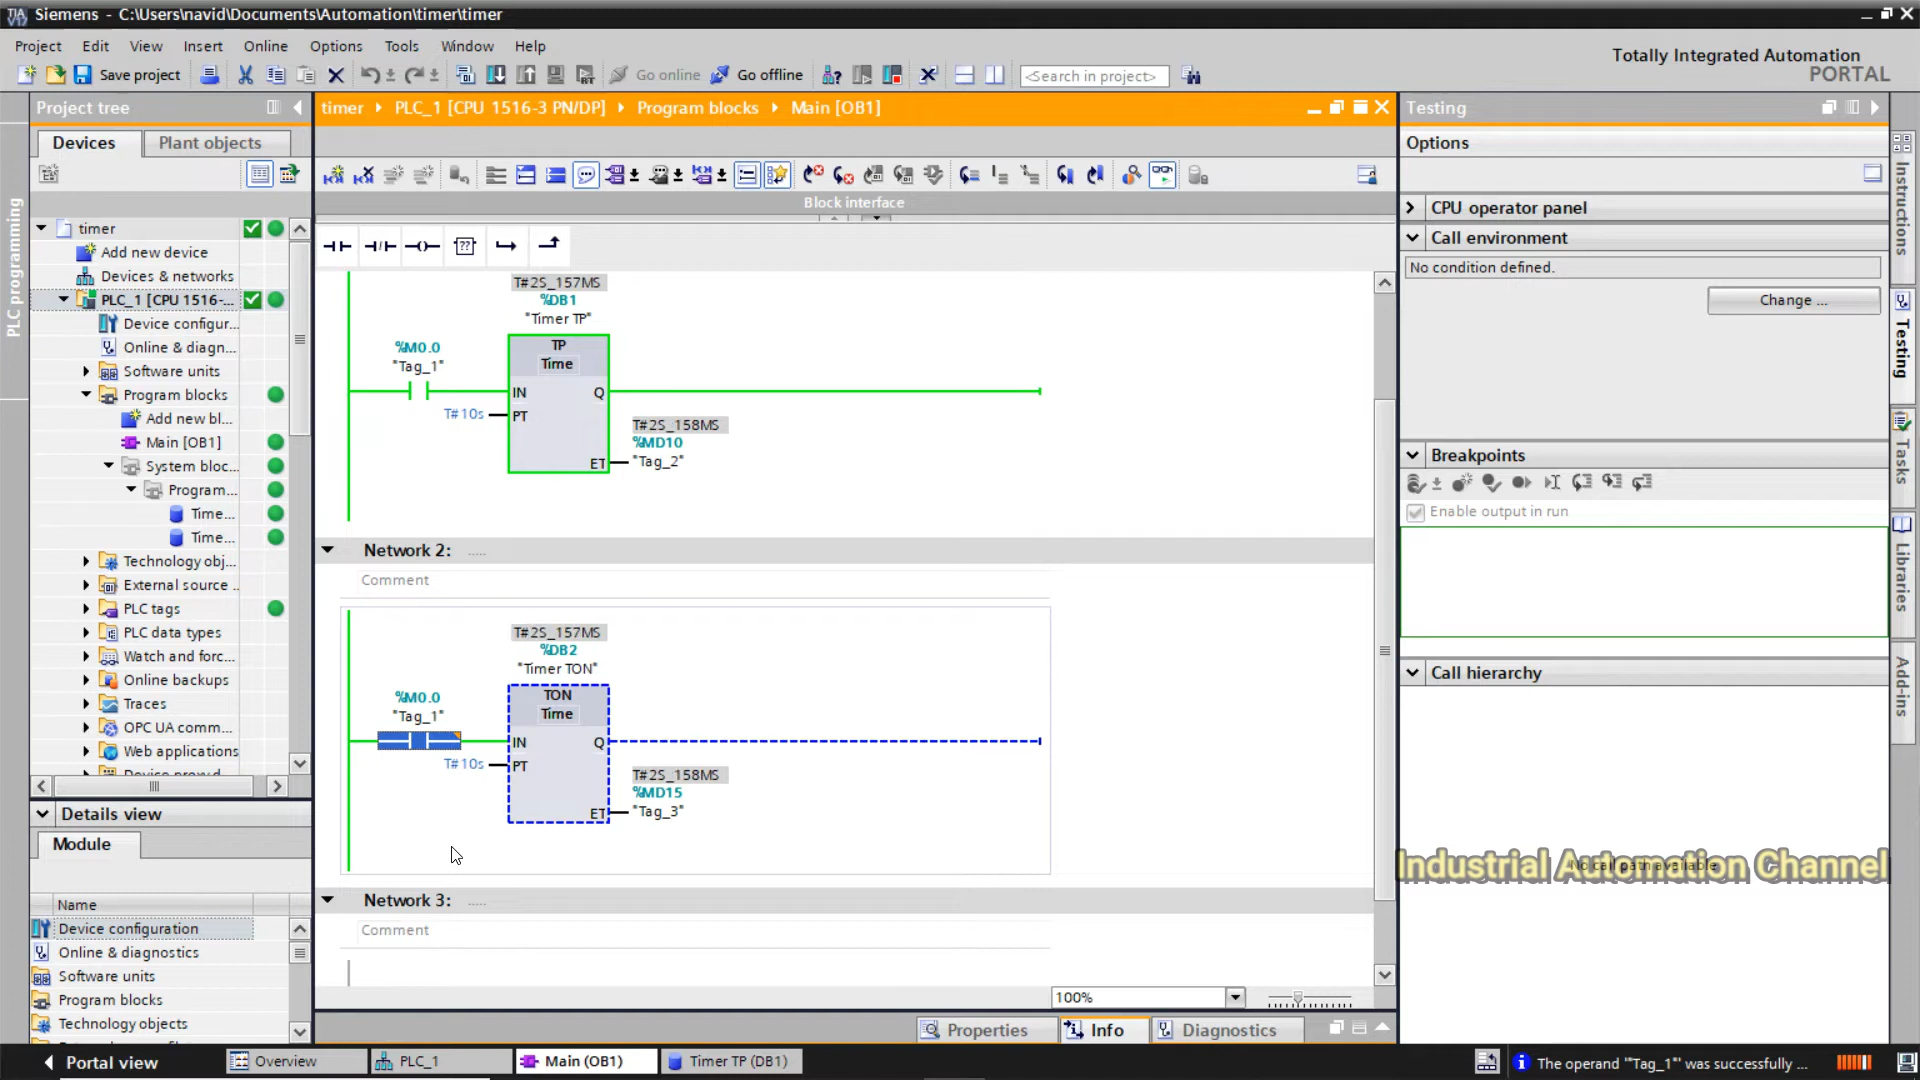 Siemens - C:\Users\navid\Documents\Automation\timer\timer
Project Edit View Insert Online Options Tools Window Help
Totally Integrated Automation
PORTAL
Save project
Go online
Go offline
<Search in project>
Project tree
timer
PLC_1 [CPU 1516-3 PN/DP]
Program blocks
Main [OB1]
Testing
Devices
Plant objects
Options
Block interface
PLC programming
timer
Add new device
Devices & networks
PLC_1 [CPU 1516-...
Device configur...
Online & diagn...
Software units
Program blocks
Add new bl...
Main [OB1]
System bloc...
Program...
Time...
Time...
Technology obj...
External source ..
PLC tags
PLC data types
Watch and forc...
Online backups
Traces
OPC UA comm...
Web applications
Details view
Module
Name
Device configuration
Online & diagnostics
Software units
Program blocks
Technology objects
??
T#2S_157MS
%DB1
"Timer TP"
%M0.0
"Tag_1"
TP
Time
IN
Q
T#10s
PT
T#2S_158MS
%MD10
ET
"Tag_2"
Network 2: .....
Comment
T#2S_157MS
%DB2
"Timer TON"
%M0.0
"Tag_1"
TON
Time
IN
Q
T#10s
PT
T#2S_158MS
%MD15
ET
"Tag_3"
Network 3: .....
Comment
100%
Properties
Info
Diagnostics
CPU operator panel
Call environment
No condition defined.
Change ...
Breakpoints
Enable output in run
Call hierarchy
No call path available
Industrial Automation Channel
Instructions
Testing
Tasks
Libraries
Add-ins
Portal view
Overview
PLC_1
Main (OB1)
Timer TP (DB1)
The operand '"Tag_1"' was successfully ...